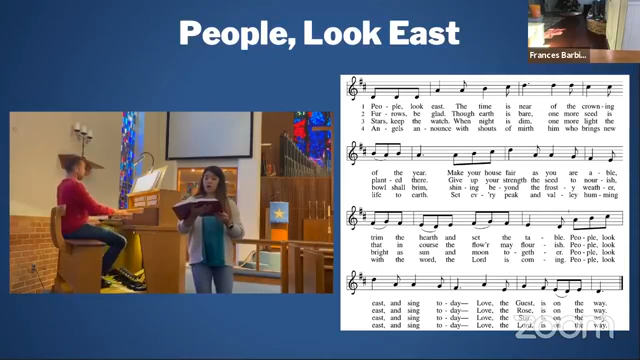 People, Look East
Frances Barbi...
1 Peo - ple, look east. The time is near of the crown-ing
2 Fur - rows, be glad. Though earth is bare, one more seed is
3 Stars, keep the watch. When night is dim, one more light the
4 An - gels an - nounce with shouts of mirth him who brings new
of the year. Make your house fair as you are a - ble,
plant - ed there. Give up your strength the seed to nour - ish,
bowl shall brim, shin - ing be - yond the frost - y weath - er,
life to earth. Set ev - 'ry peak and val - ley hum - ming
trim the hearth and set the ta - ble. Peo - ple, look
that in course the flow'r may flour - ish. Peo - ple, look
bright as sun and moon to - geth - er. Peo - ple, look
with the word, the Lord is com - ing. Peo - ple, look
east, and sing to - day— Love, the Guest, is on the way.
east, and sing to - day— Love, the Rose, is on the way.
east, and sing to - day— Love, the Star, is on the way.
east, and sing to - day— Love, the Lord, is on the way.
zoom